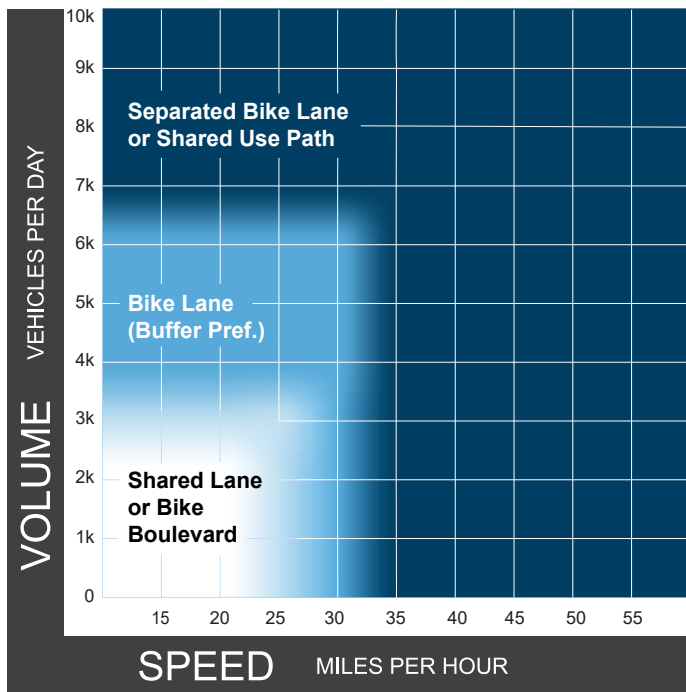 10k
9k
8k
7k
6k
5k
4k
3k
2k
1k
0
Separated Bike Lane
or Shared Use Path
Bike Lane
(Buffer Pref.)
Shared Lane
or Bike
Boulevard
15 20 25 30 35 40 45 50 55
VOLUME VEHICLES PER DAY
SPEED MILES PER HOUR